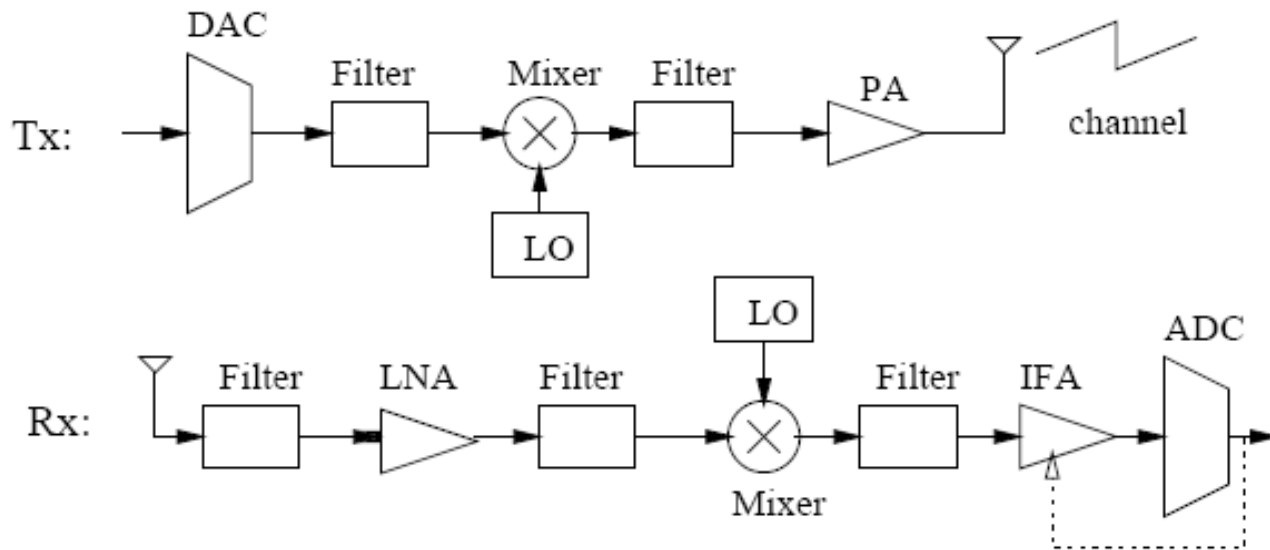 DAC
Filter
Mixer
Filter
PA
Tx:
channel
LO
LO
ADC
Filter
LNA
Filter
Filter
IFA
Rx:
Mixer